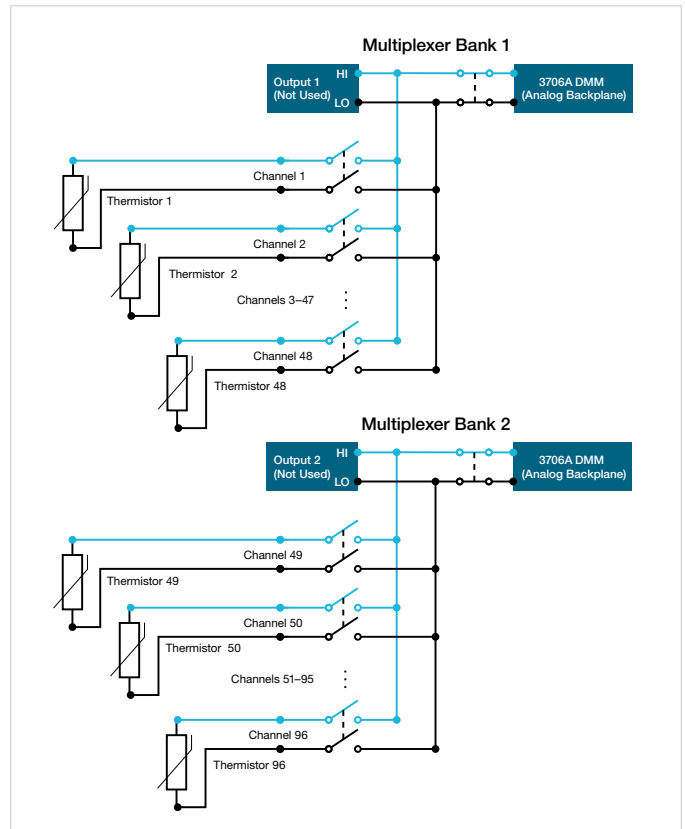 Multiplexer Bank 1
Output 1
(Not Used)
HI
LO
3706A DMM
(Analog Backplane)
Channel 1
Thermistor 1
Channel 2
Thermistor 2
Channels 3–47
Channel 48
Thermistor 48
Multiplexer Bank 2
Output 2
(Not Used)
HI
LO
3706A DMM
(Analog Backplane)
Channel 49
Thermistor 49
Channel 50
Thermistor 50
Channels 51–95
Channel 96
Thermistor 96